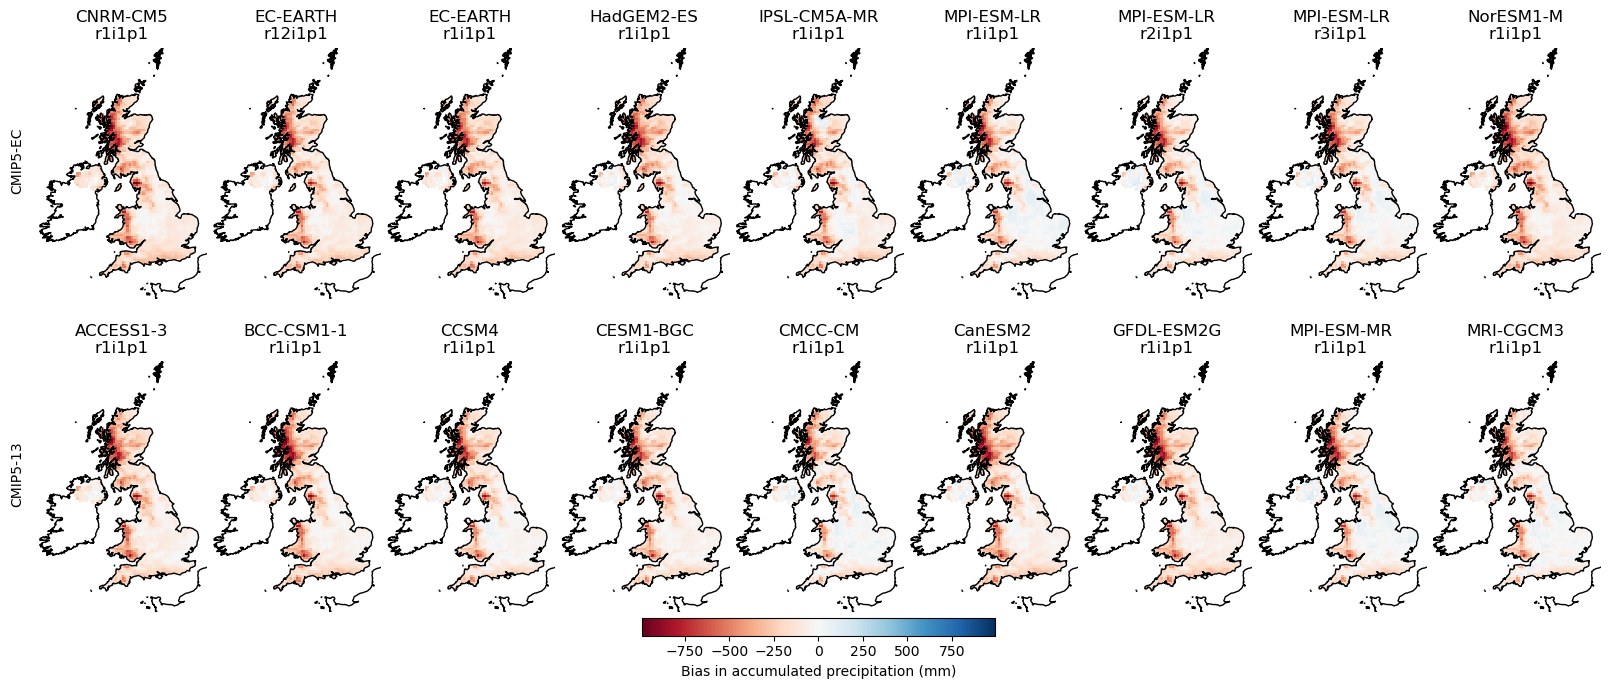 CNRM-CM5
r1i1p1
EC-EARTH
r12i1p1
EC-EARTH
r1i1p1
HadGEM2-ES
r1i1p1
IPSL-CM5A-MR
r1i1p1
MPI-ESM-LR
r1i1p1
MPI-ESM-LR
r2i1p1
MPI-ESM-LR
r3i1p1
NorESM1-M
r1i1p1
CMIP5-EC
ACCESS1-3
r1i1p1
BCC-CSM1-1
r1i1p1
CCSM4
r1i1p1
CESM1-BGC
r1i1p1
CMCC-CM
r1i1p1
CanESM2
r1i1p1
GFDL-ESM2G
r1i1p1
MPI-ESM-MR
r1i1p1
MRI-CGCM3
r1i1p1
CMIP5-13
−750 −500 −250 0 250 500 750
Bias in accumulated precipitation (mm)